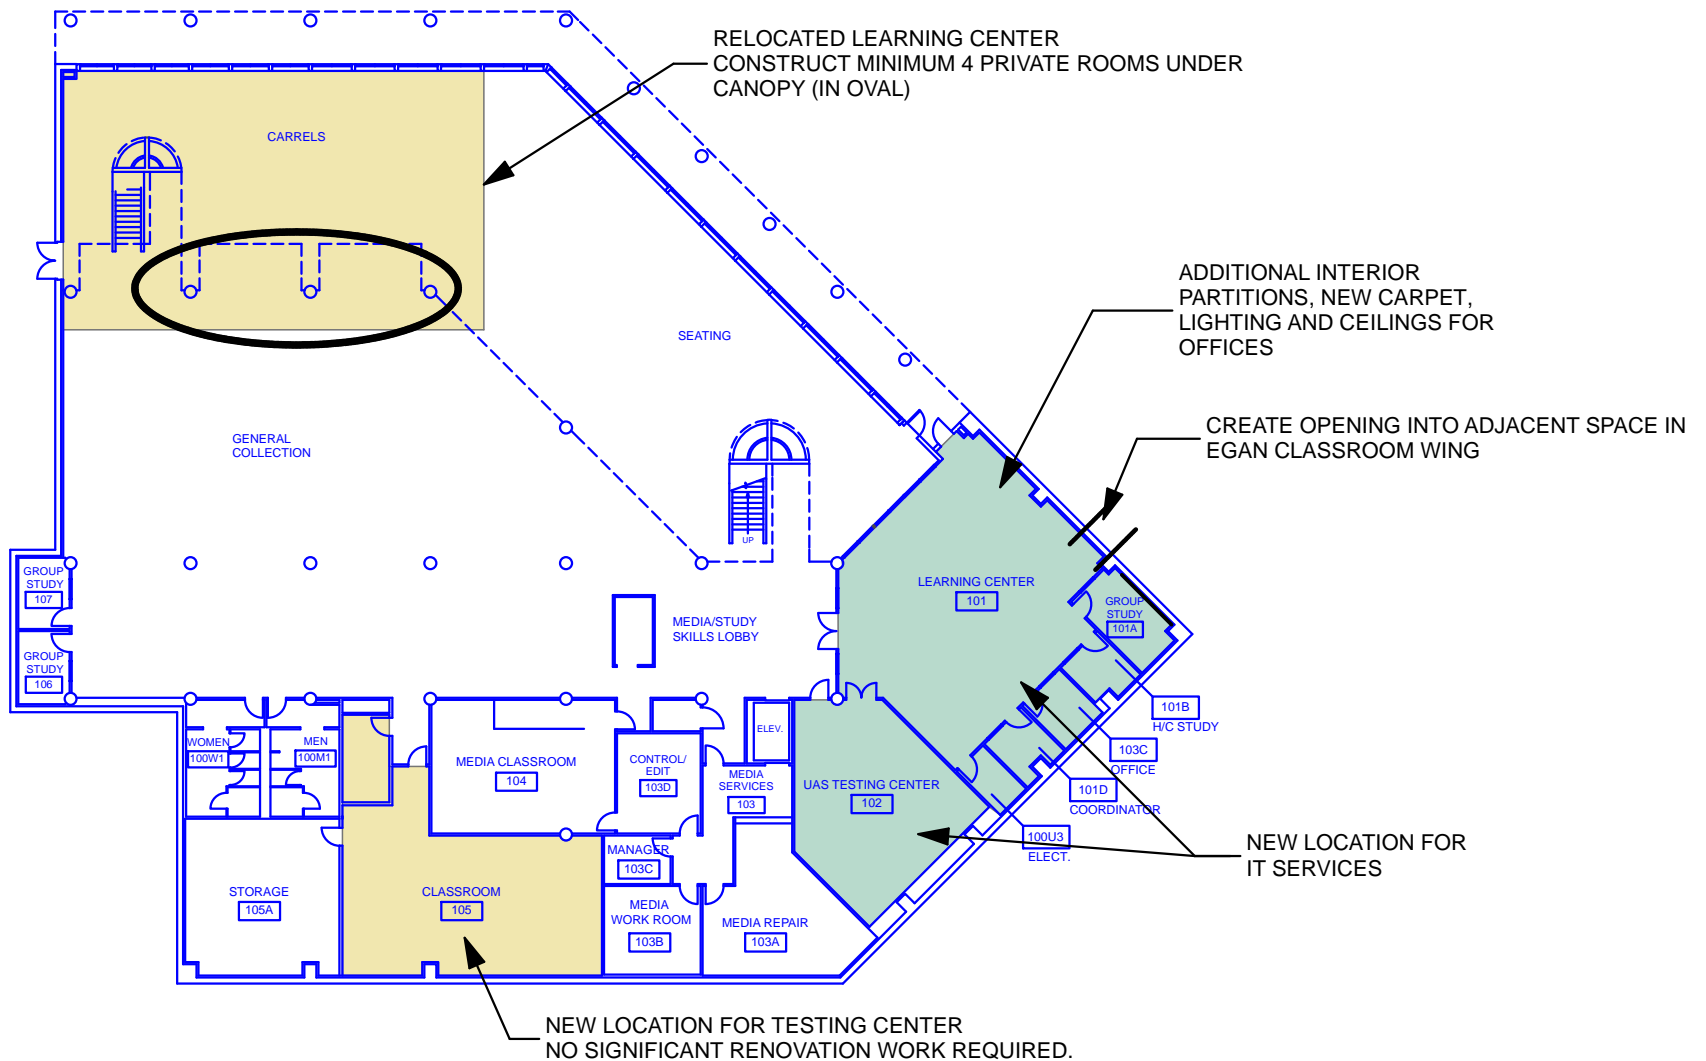 RELOCATED LEARNING CENTER
CONSTRUCT MINIMUM 4 PRIVATE ROOMS UNDER
CANOPY (IN OVAL)
CARRELS
ADDITIONAL INTERIOR
PARTITIONS, NEW CARPET,
LIGHTING AND CEILINGS FOR
OFFICES
SEATING
CREATE OPENING INTO ADJACENT SPACE IN
EGAN CLASSROOM WING
GENERAL
COLLECTION
UP
GROUP
STUDY
107
LEARNING CENTER
101
GROUP
STUDY
101A
MEDIA/STUDY
SKILLS LOBBY
GROUP
STUDY
106
101B
H/C STUDY
ELEV.
WOMEN
100W1
MEN
100M1
MEDIA CLASSROOM
104
CONTROL/
EDIT
103D
MEDIA
SERVICES
103
UAS TESTING CENTER
102
103C
OFFICE
101D
COORDINATOR
100U3
ELECT.
NEW LOCATION FOR
IT SERVICES
MANAGER
103C
STORAGE
105A
CLASSROOM
105
MEDIA
WORK ROOM
103B
MEDIA REPAIR
103A
NEW LOCATION FOR TESTING CENTER
NO SIGNIFICANT RENOVATION WORK REQUIRED.